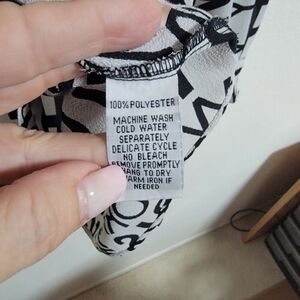 100% POLYESTER
MACHINE WASH
COLD WATER
SEPARATELY
DELICATE CYCLE
NO BLEACH
REMOVE PROMPTLY
HANG TO DRY
WARM IRON IF
NEEDED